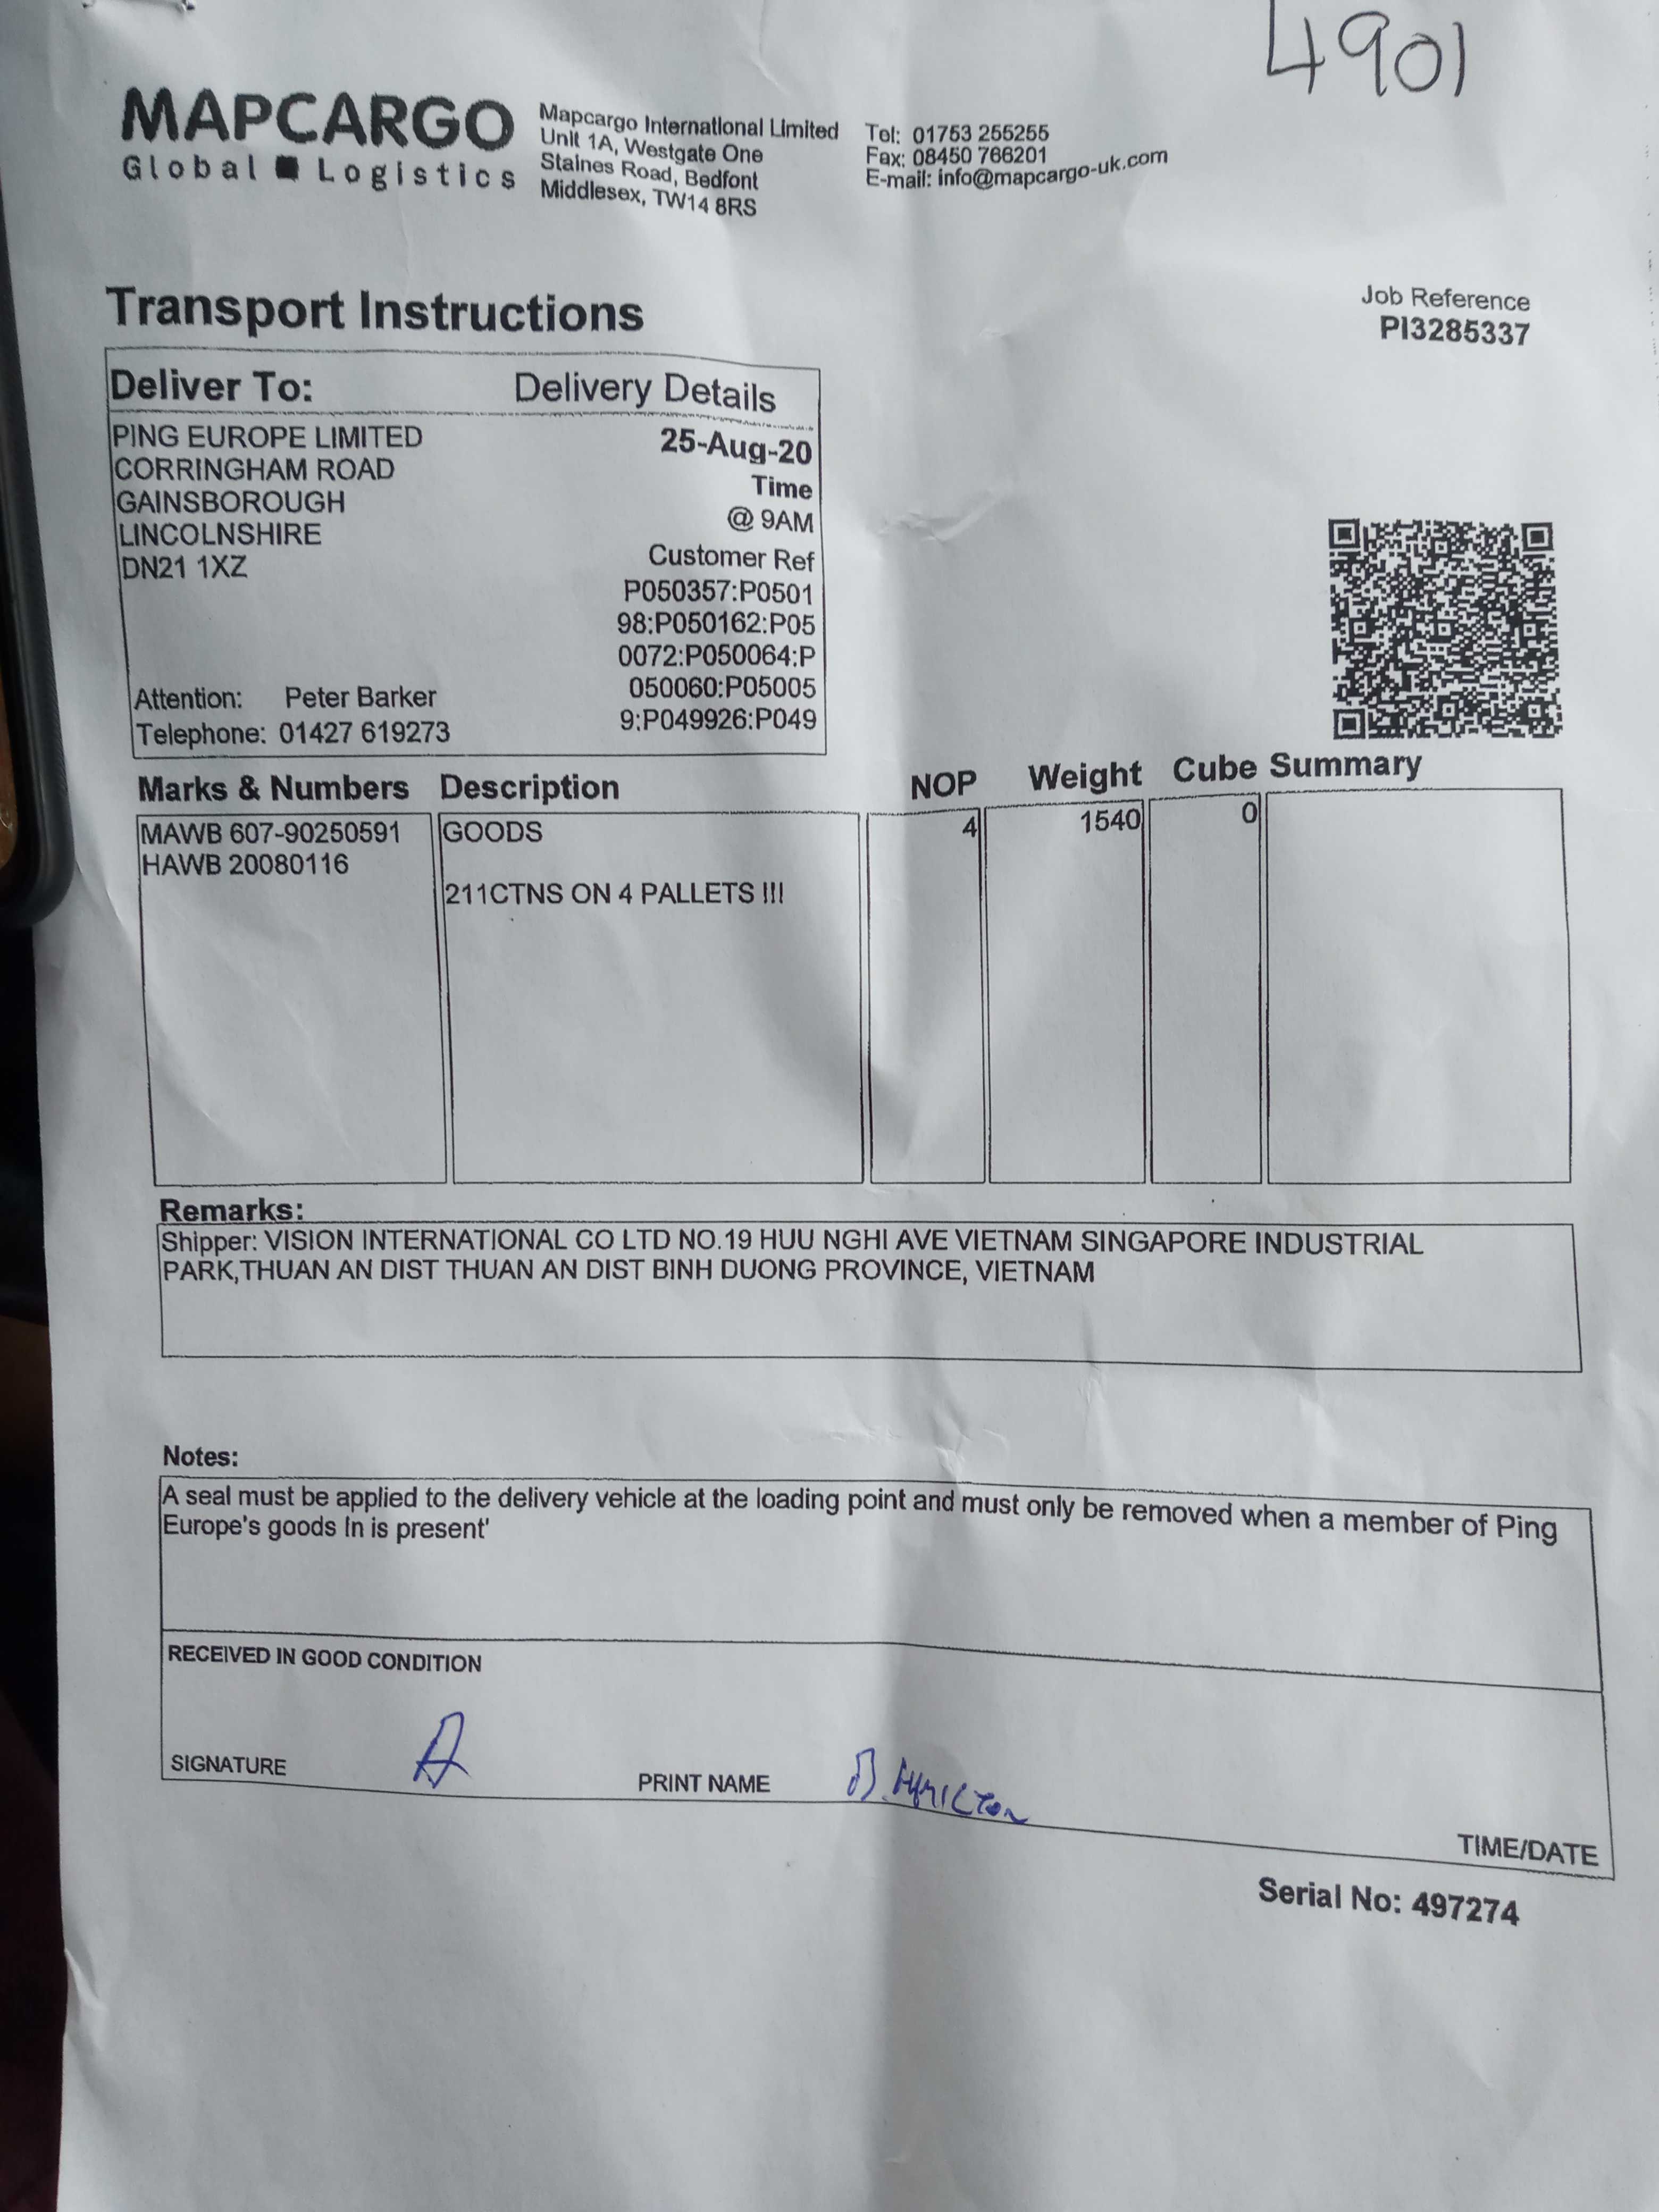 4901
MAPCARGO
Global Logistics
Mapcargo International Limited
Unit 1A, Westgate One
Staines Road, Bedfont
Middlesex, TW14 8RS
Tel: 01753 255255
Fax: 08450 766201
E-mail: info@mapcargo-uk.com
Transport Instructions
Job Reference
PI3285337
Deliver To: Delivery Details
PING EUROPE LIMITED
CORRINGHAM ROAD
GAINSBOROUGH
LINCOLNSHIRE
DN21 1XZ
Attention: Peter Barker
Telephone: 01427 619273
25-Aug-20
Time
@ 9AM
Customer Ref
P050357:P0501
98:P050162:P05
0072:P050064:P
050060:P05005
9:P049926:P049
Marks & Numbers Description NOP Weight Cube Summary
MAWB 607-90250591 GOODS 4 1540 0
HAWB 20080116
211CTNS ON 4 PALLETS !!!
Remarks:
Shipper: VISION INTERNATIONAL CO LTD NO.19 HUU NGHI AVE VIETNAM SINGAPORE INDUSTRIAL
PARK,THUAN AN DIST THUAN AN DIST BINH DUONG PROVINCE, VIETNAM
Notes:
A seal must be applied to the delivery vehicle at the loading point and must only be removed when a member of Ping
Europe's goods In is present'
RECEIVED IN GOOD CONDITION
SIGNATURE PRINT NAME
TIME/DATE
Serial No: 497274